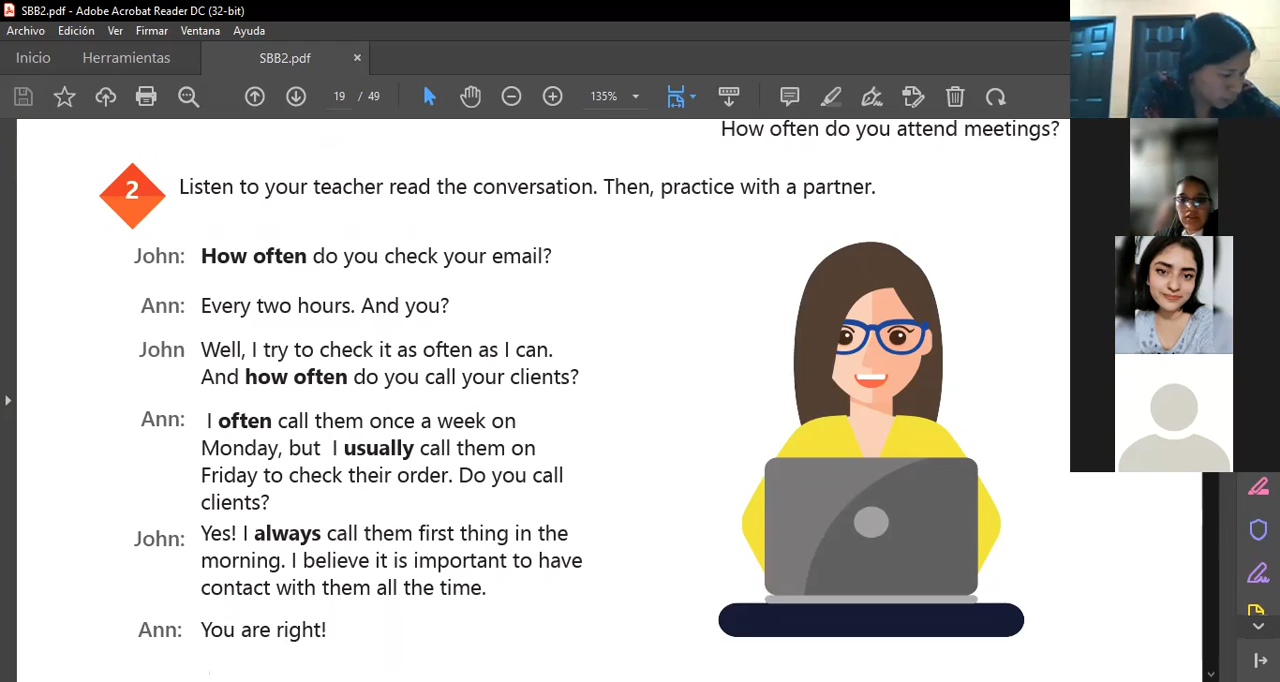 SBB2.pdf - Adobe Acrobat Reader DC (32-bit)
Archivo Edición Ver Firmar Ventana Ayuda
Inicio Herramientas SBB2.pdf ×
19 / 49 135%
How often do you attend meetings?
2 Listen to your teacher read the conversation. Then, practice with a partner.
John: How often do you check your email?
Ann: Every two hours. And you?
John Well, I try to check it as often as I can.
And how often do you call your clients?
Ann: I often call them once a week on
Monday, but I usually call them on
Friday to check their order. Do you call
clients?
John: Yes! I always call them first thing in the
morning. I believe it is important to have
contact with them all the time.
Ann: You are right!